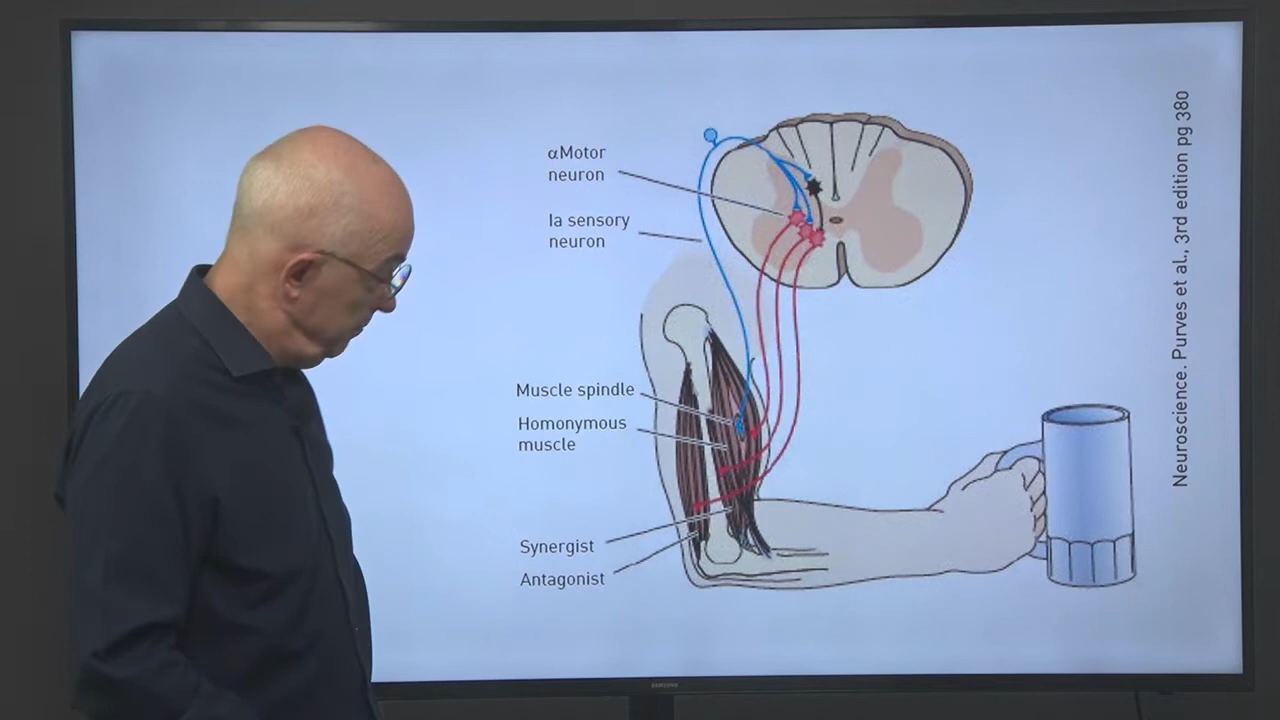 αMotor
neuron
Ia sensory
neuron
Muscle spindle
Homonymous
muscle
Synergist
Antagonist
Neuroscience. Purves et al., 3rd edition pg 380
SAMSUNG